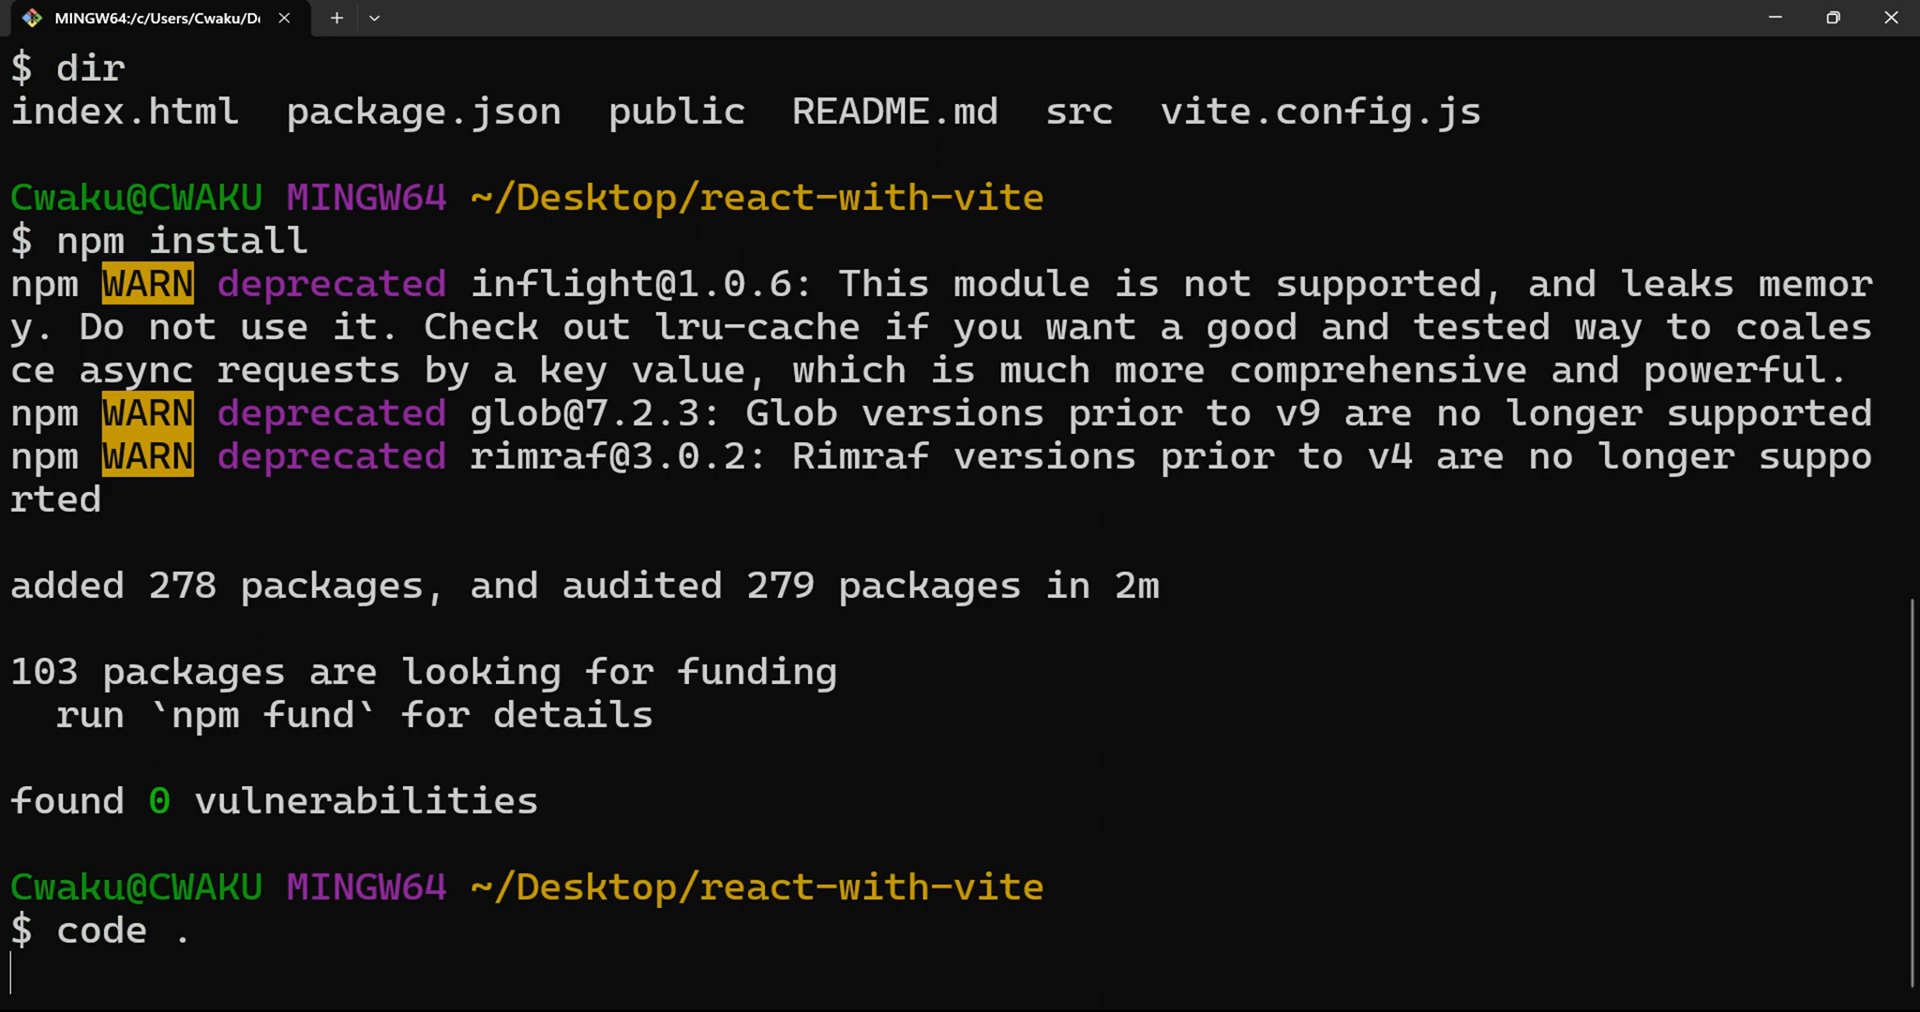 MINGW64:/c/Users/Cwaku/De
$ dir
index.html  package.json  public  README.md  src  vite.config.js
Cwaku@CWAKU MINGW64 ~/Desktop/react-with-vite
$ npm install
npm WARN deprecated inflight@1.0.6: This module is not supported, and leaks memor
y. Do not use it. Check out lru-cache if you want a good and tested way to coales
ce async requests by a key value, which is much more comprehensive and powerful.
npm WARN deprecated glob@7.2.3: Glob versions prior to v9 are no longer supported
npm WARN deprecated rimraf@3.0.2: Rimraf versions prior to v4 are no longer suppo
rted
added 278 packages, and audited 279 packages in 2m
103 packages are looking for funding
  run `npm fund` for details
found 0 vulnerabilities
Cwaku@CWAKU MINGW64 ~/Desktop/react-with-vite
$ code .